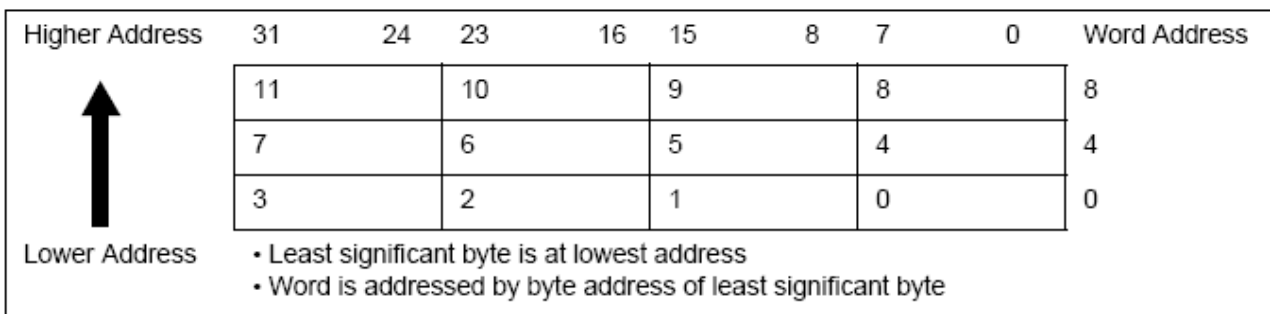 Higher Address 31 24 23 16 15 8 7 0 Word Address
11 10 9 8 8
7 6 5 4 4
3 2 1 0 0
Lower Address • Least significant byte is at lowest address
• Word is addressed by byte address of least significant byte